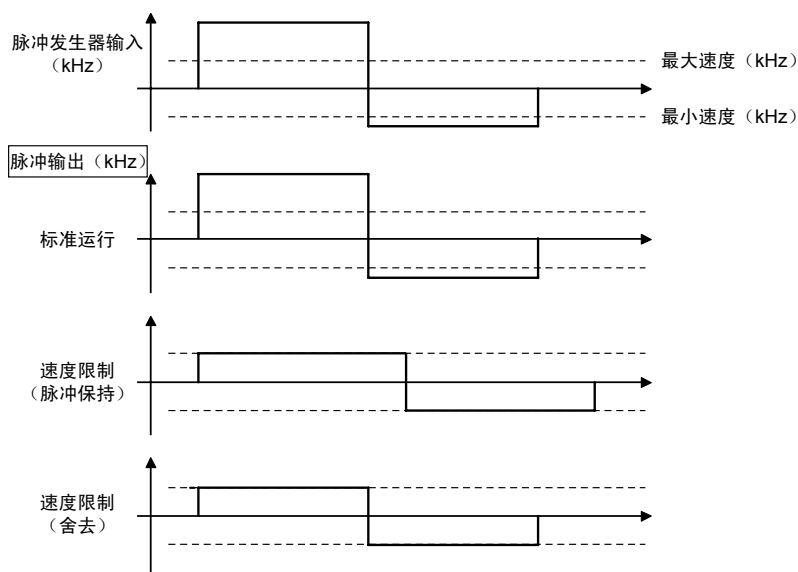 脉冲发生器输入
（kHz）
最大速度（kHz）
最小速度（kHz）
脉冲输出（kHz）
标准运行
速度限制
（脉冲保持）
速度限制
（舍去）